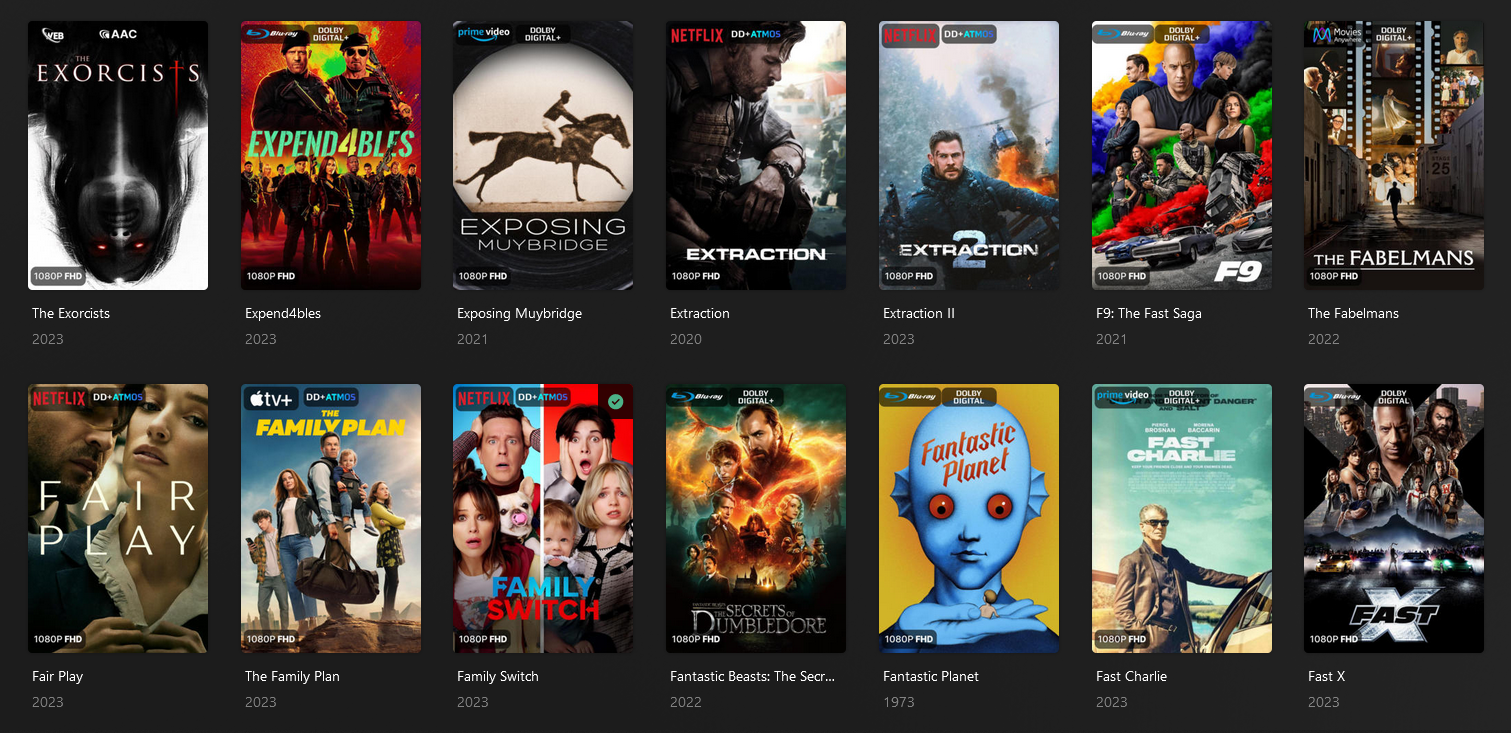 WEB AAC
THE
EXORCISTS
1080P FHD
The Exorcists
2023
Blu-ray DOLBY DIGITAL+
EXPEND4BLES
1080P FHD
Expend4bles
2023
prime video DOLBY DIGITAL+
EXPOSING
MUYBRIDGE
1080P FHD
Exposing Muybridge
2021
NETFLIX DD+ATMOS
EXTRACTION
1080P FHD
Extraction
2020
NETFLIX DD+ATMOS
EXTRACTION
2
1080P FHD
Extraction II
2023
Blu-ray DOLBY DIGITAL+
F9
1080P FHD
F9: The Fast Saga
2021
Movies Anywhere DOLBY DIGITAL+
START
25
THE FABELMANS
1080P FHD
The Fabelmans
2022
NETFLIX DD+ATMOS
FAIR
PLAY
1080P FHD
Fair Play
2023
tv+ DD+ATMOS
THE
FAMILY PLAN
1080P FHD
The Family Plan
2023
NETFLIX DD+ATMOS
FAMILY
SWITCH
1080P FHD
Family Switch
2023
Blu-ray DOLBY DIGITAL+
THE SECRETS OF
DUMBLEDORE
1080P FHD
Fantastic Beasts: The Secr...
2022
Blu-ray DOLBY DIGITAL
Fantastic
Planet
1080P FHD
Fantastic Planet
1973
prime video DOLBY DIGITAL+
DANGER"
AND SALT
PIERCE BROSNAN
MORENA BACCARIN
FAST
CHARLIE
1080P FHD
Fast Charlie
2023
Blu-ray DOLBY DIGITAL
FAST
X
1080P FHD
Fast X
2023